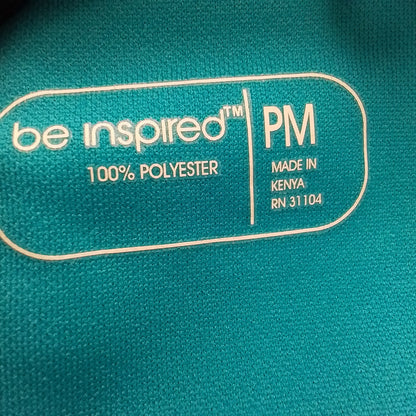 be inspired™
100% POLYESTER
PM
MADE IN
KENYA
RN 31104